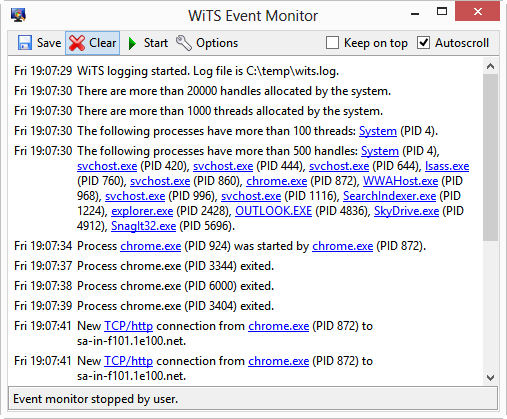 WiTS Event Monitor
Save Clear Start Options Keep on top Autoscroll
Fri 19:07:29 WiTS logging started. Log file is C:\temp\wits.log.
Fri 19:07:30 There are more than 20000 handles allocated by the system.
Fri 19:07:30 There are more than 1000 threads allocated by the system.
Fri 19:07:30 The following processes have more than 100 threads: System (PID 4).
Fri 19:07:30 The following processes have more than 500 handles: System (PID 4),
svchost.exe (PID 420), svchost.exe (PID 444), svchost.exe (PID 644), lsass.exe
(PID 760), svchost.exe (PID 860), chrome.exe (PID 872), WWAHost.exe (PID
968), svchost.exe (PID 996), svchost.exe (PID 1116), SearchIndexer.exe (PID
1224), explorer.exe (PID 2428), OUTLOOK.EXE (PID 4836), SkyDrive.exe (PID
4912), SnagIt32.exe (PID 5696).
Fri 19:07:34 Process chrome.exe (PID 924) was started by chrome.exe (PID 872).
Fri 19:07:37 Process chrome.exe (PID 3344) exited.
Fri 19:07:38 Process chrome.exe (PID 6000) exited.
Fri 19:07:39 Process chrome.exe (PID 3404) exited.
Fri 19:07:41 New TCP/http connection from chrome.exe (PID 872) to
sa-in-f101.1e100.net.
Fri 19:07:41 New TCP/http connection from chrome.exe (PID 872) to
sa-in-f101.1e100.net.
Event monitor stopped by user.